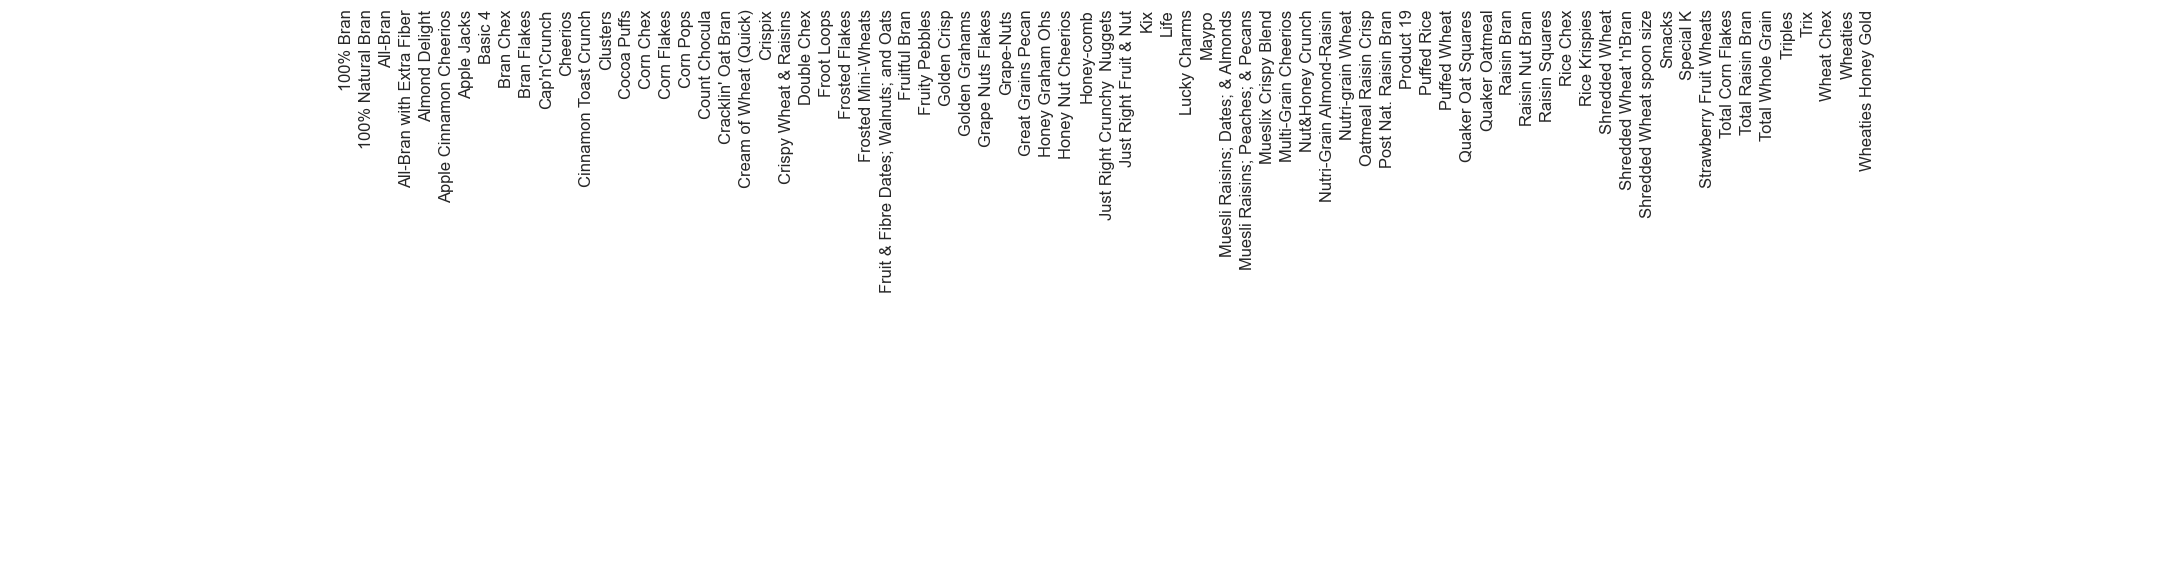 100% Bran
100% Natural Bran
All-Bran
All-Bran with Extra Fiber
Almond Delight
Apple Cinnamon Cheerios
Apple Jacks
Basic 4
Bran Chex
Bran Flakes
Cap'n'Crunch
Cheerios
Cinnamon Toast Crunch
Clusters
Cocoa Puffs
Corn Chex
Corn Flakes
Corn Pops
Count Chocula
Cracklin' Oat Bran
Cream of Wheat (Quick)
Crispix
Crispy Wheat & Raisins
Double Chex
Froot Loops
Frosted Flakes
Frosted Mini-Wheats
Fruit & Fibre Dates; Walnuts; and Oats
Fruitful Bran
Fruity Pebbles
Golden Crisp
Golden Grahams
Grape Nuts Flakes
Grape-Nuts
Great Grains Pecan
Honey Graham Ohs
Honey Nut Cheerios
Honey-comb
Just Right Crunchy  Nuggets
Just Right Fruit & Nut
Kix
Life
Lucky Charms
Maypo
Muesli Raisins; Dates; & Almonds
Muesli Raisins; Peaches; & Pecans
Mueslix Crispy Blend
Multi-Grain Cheerios
Nut&Honey Crunch
Nutri-Grain Almond-Raisin
Nutri-grain Wheat
Oatmeal Raisin Crisp
Post Nat. Raisin Bran
Product 19
Puffed Rice
Puffed Wheat
Quaker Oat Squares
Quaker Oatmeal
Raisin Bran
Raisin Nut Bran
Raisin Squares
Rice Chex
Rice Krispies
Shredded Wheat
Shredded Wheat 'n'Bran
Shredded Wheat spoon size
Smacks
Special K
Strawberry Fruit Wheats
Total Corn Flakes
Total Raisin Bran
Total Whole Grain
Triples
Trix
Wheat Chex
Wheaties
Wheaties Honey Gold